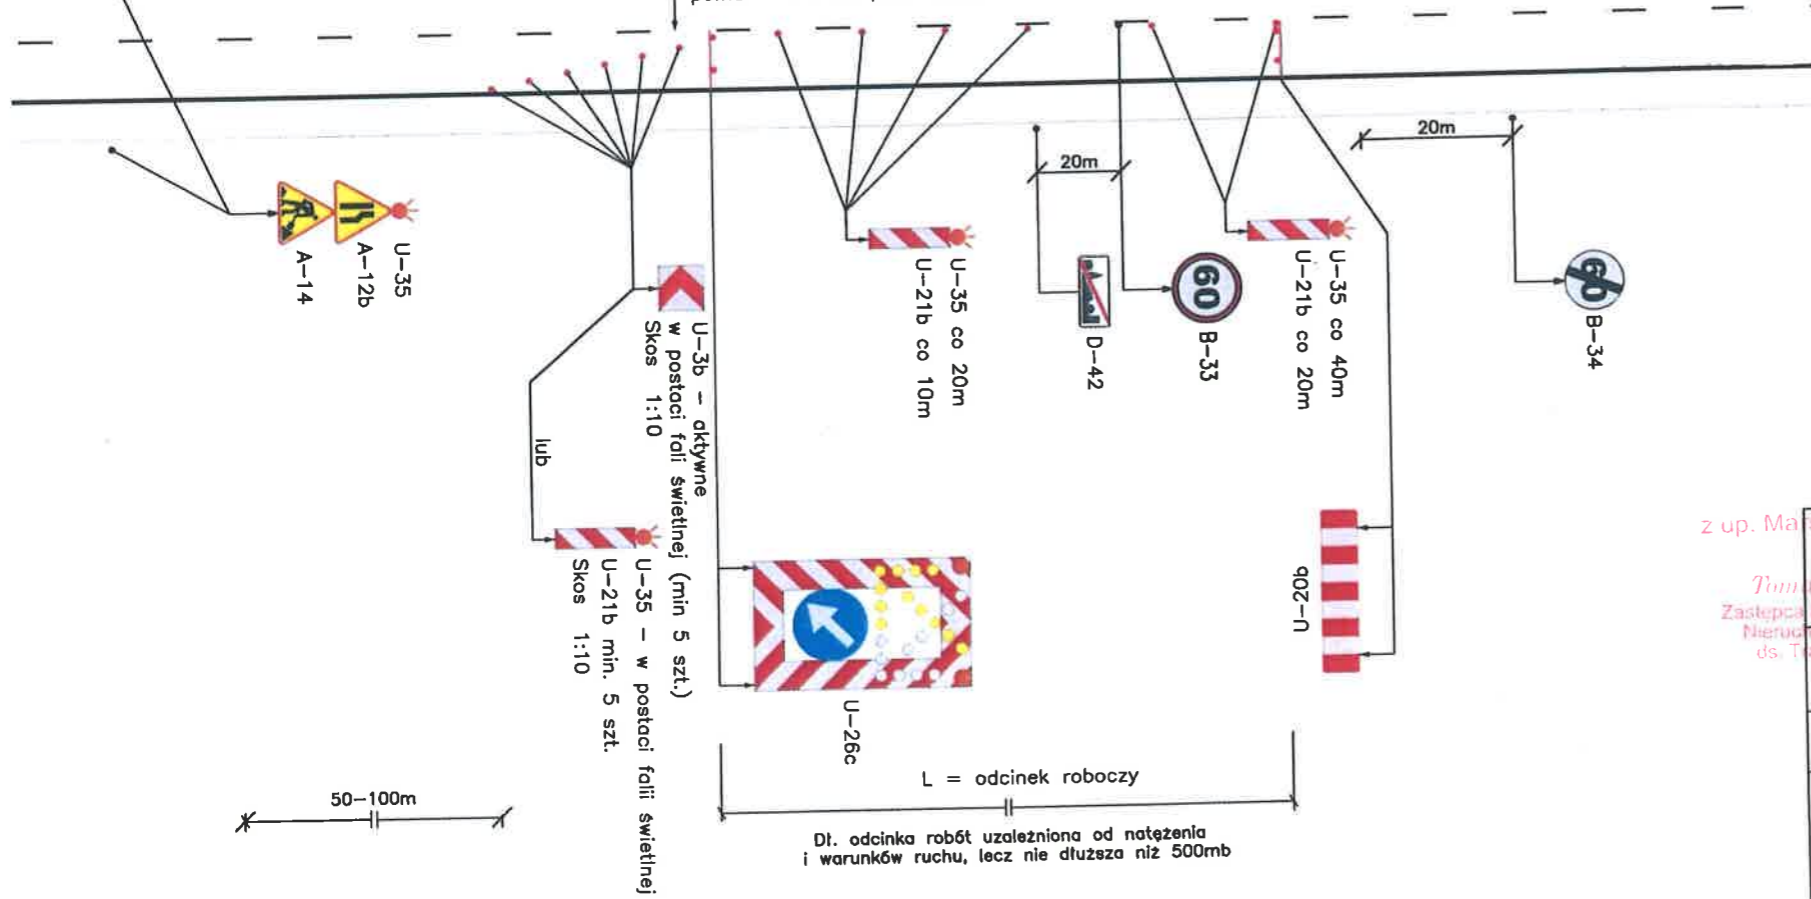 20m
20m
U-35
A-12b
A-14
U-3b - aktywne
w postaci fali świetlnej (min 5 szt.)
Skos 1:10
lub
U-35 - w postaci falii świetlnej
U-21b min. 5 szt.
Skos 1:10
U-35 co 20m
U-21b co 10m
D-42
60
B-33
U-35 co 40m
U-21b co 20m
60
B-34
U-26c
U-20b
L = odcinek roboczy
50-100m
Dł. odcinka robót uzależniona od natężenia
i warunków ruchu, lecz nie dłuższa niż 500mb
z up. Ma
Zastępca
Nieruch
ds. T